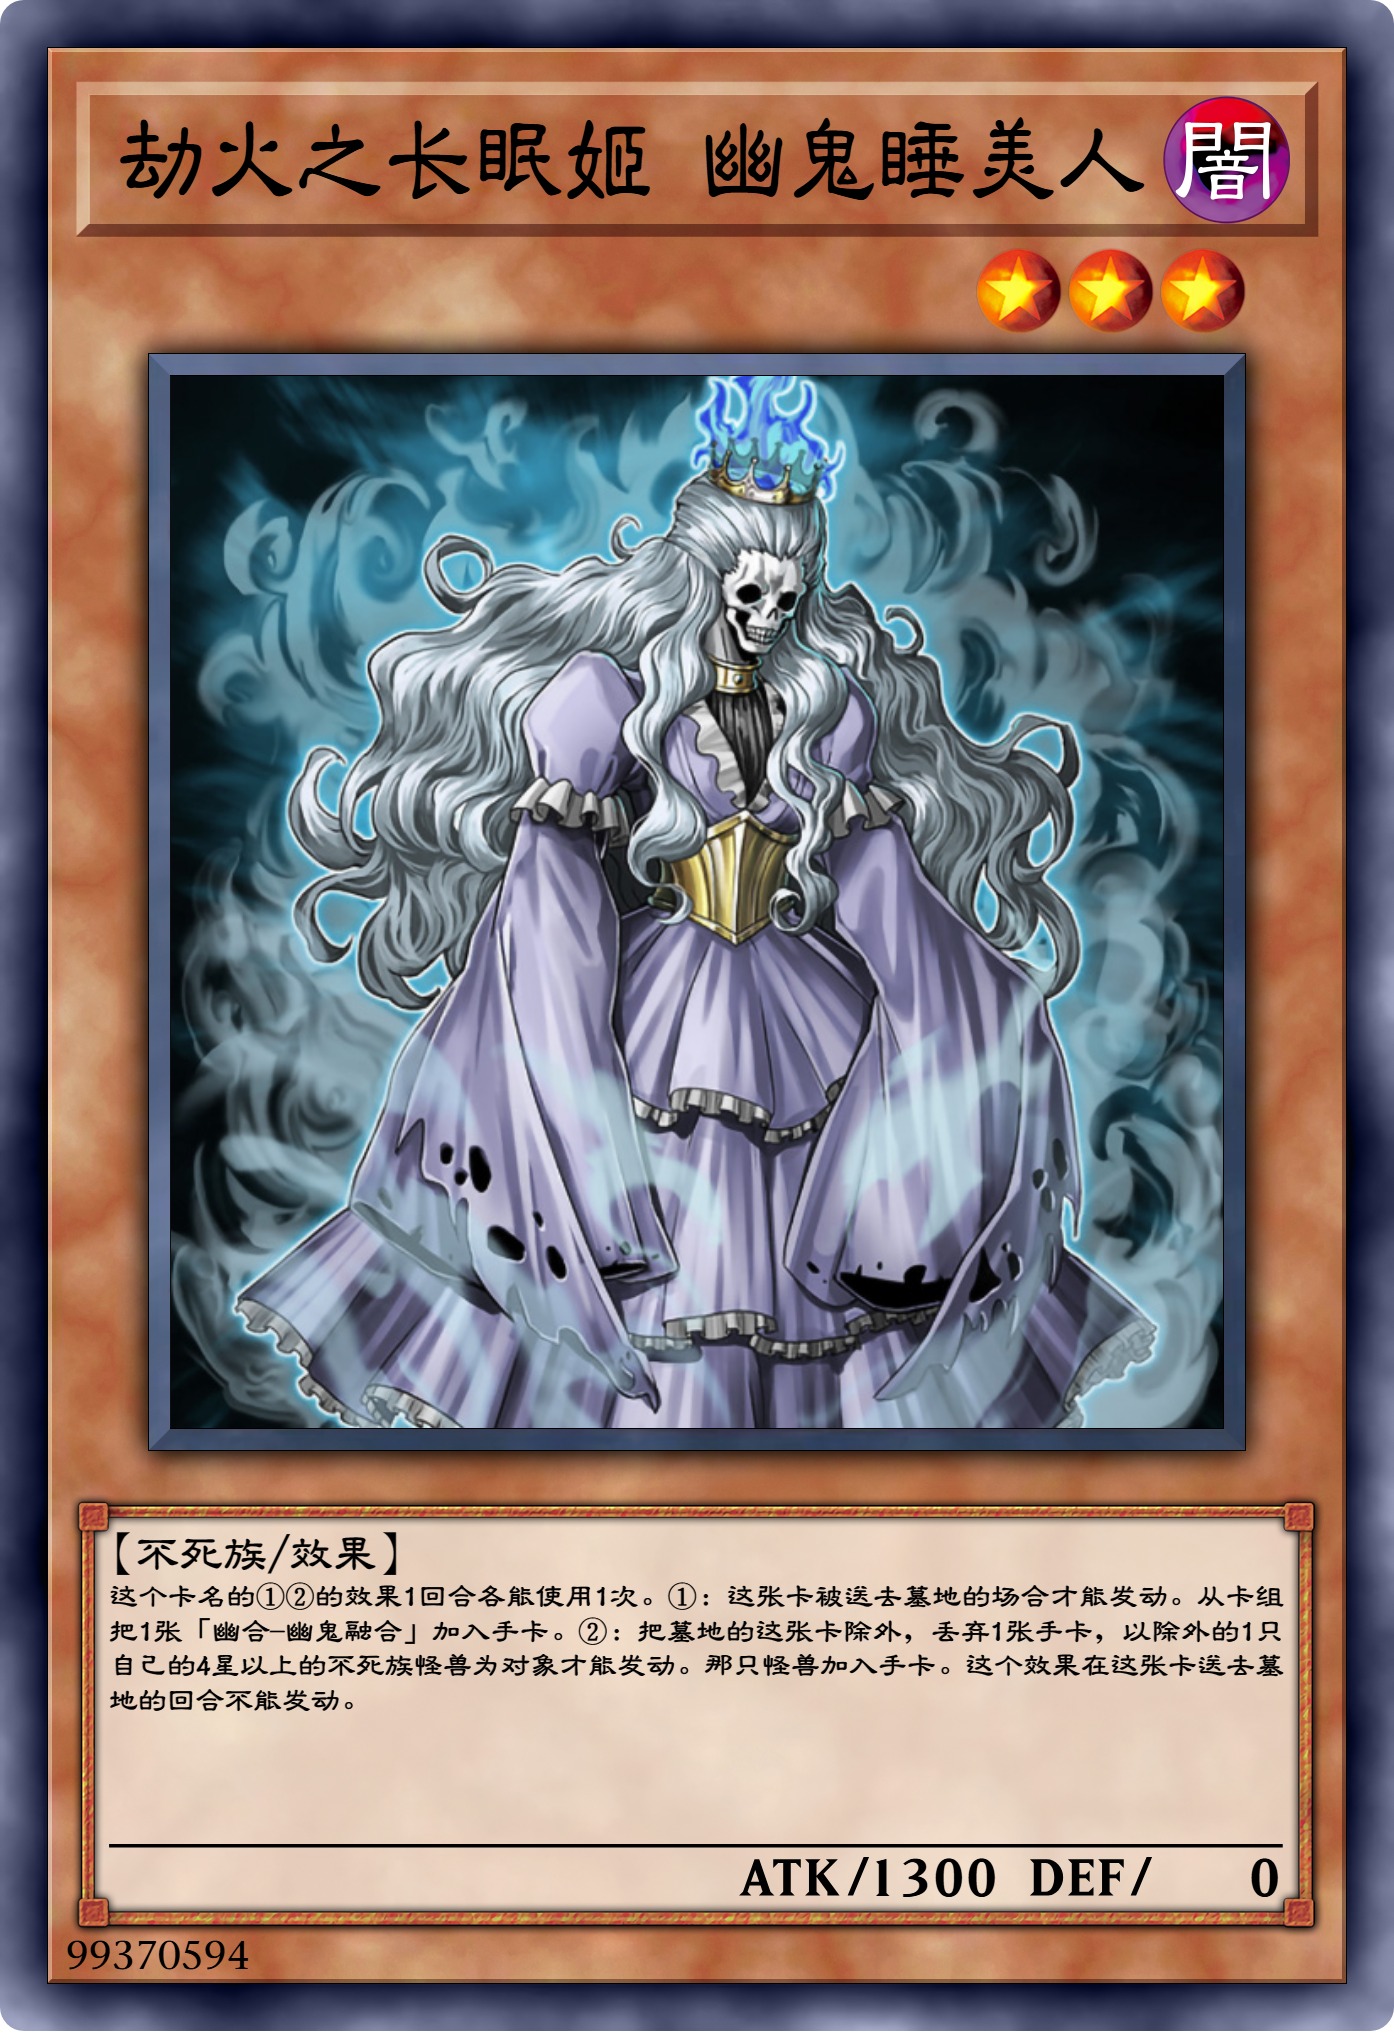 劫火之长眠姬 幽鬼睡美人 闇
【不死族/效果】
这个卡名的①②的效果1回合各能使用1次。①：这张卡被送去墓地的场合才能发动。从卡组
把1张「幽合-幽鬼融合」加入手卡。②：把墓地的这张卡除外，丢弃1张手卡，以除外的1只
自己的4星以上的不死族怪兽为对象才能发动。那只怪兽加入手卡。这个效果在这张卡送去墓
地的回合不能发动。
ATK/1300 DEF/ 0
99370594